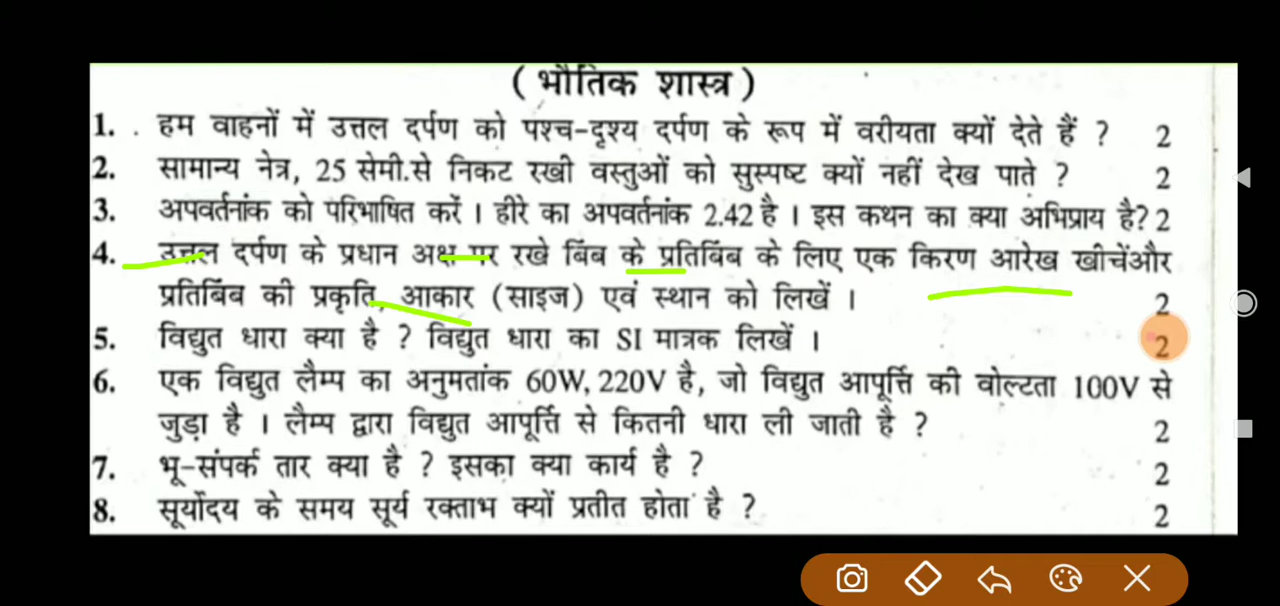 ( भौतिक शास्त्र )
1. . हम वाहनों में उत्तल दर्पण को पश्च-दृश्य दर्पण के रूप में वरीयता क्यों देते हैं ? 2
2. सामान्य नेत्र, 25 सेमी.से निकट रखी वस्तुओं को सुस्पष्ट क्यों नहीं देख पाते ? 2
3. अपवर्तनांक को परिभाषित करें । हीरे का अपवर्तनांक 2.42 है । इस कथन का क्या अभिप्राय है? 2
4. उत्तल दर्पण के प्रधान अक्ष पर रखे बिंब के प्रतिबिंब के लिए एक किरण आरेख खीचेंऔर
प्रतिबिंब की प्रकृति, आकार (साइज) एवं स्थान को लिखें । 2
5. विद्युत धारा क्या है ? विद्युत धारा का SI मात्रक लिखें । 2
6. एक विद्युत लैम्प का अनुमतांक 60W, 220V है, जो विद्युत आपूर्त्ति की वोल्टता 100V से
जुड़ा है । लैम्प द्वारा विद्युत आपूर्त्ति से कितनी धारा ली जाती है ? 2
7. भू-संपर्क तार क्या है ? इसका क्या कार्य है ? 2
8. सूर्योदय के समय सूर्य रक्ताभ क्यों प्रतीत होता है ? 2